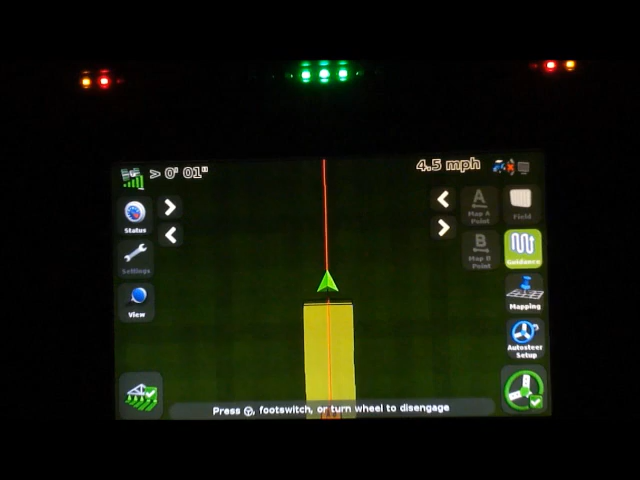 > 0' 01"
4.5 mph
A
Map A
Point
Field
Status
B
Map B
Point
Guidance
Settings
Mapping
View
Autosteer
Setup
Press , footswitch, or turn wheel to disengage